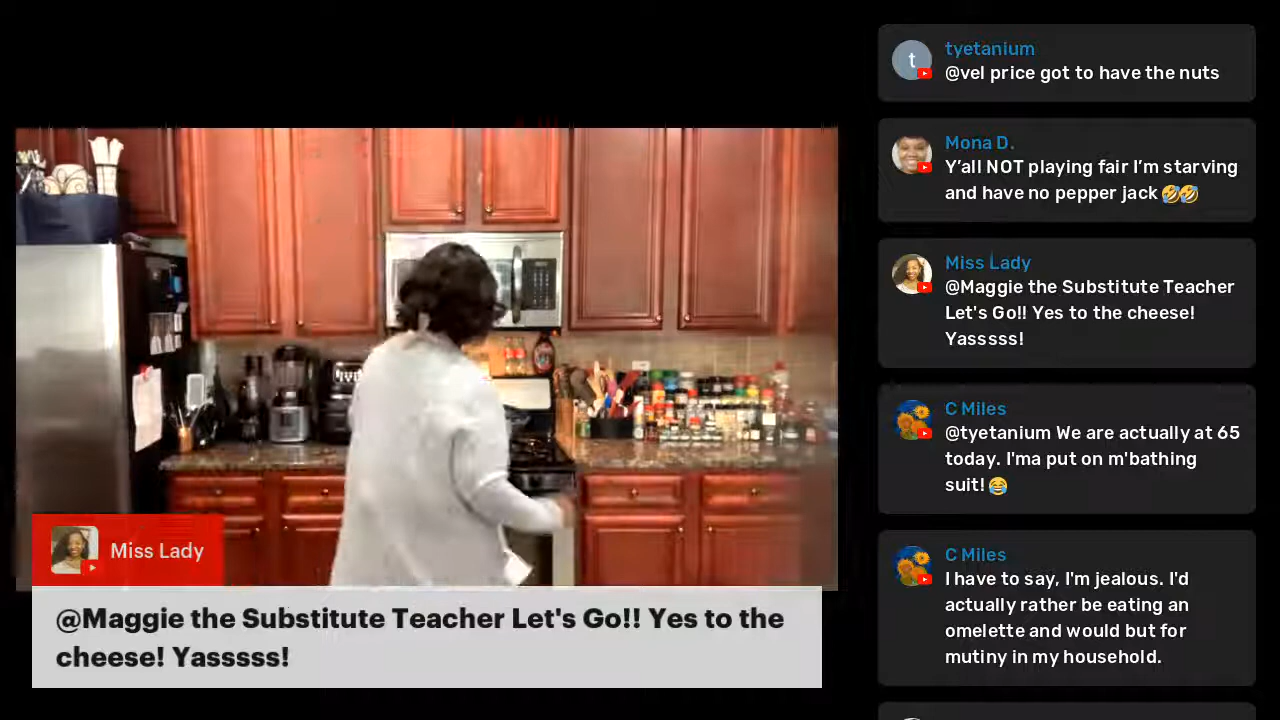 tyetanium
@vel price got to have the nuts
Mona D.
Y’all NOT playing fair I’m starving
and have no pepper jack 🤣🤣
Miss Lady
@Maggie the Substitute Teacher
Let's Go!! Yes to the cheese!
Yasssss!
C Miles
@tyetanium We are actually at 65
today. I'ma put on m'bathing
suit! 😂
C Miles
I have to say, I'm jealous. I'd
actually rather be eating an
omelette and would but for
mutiny in my household.
t
Miss Lady
@Maggie the Substitute Teacher Let's Go!! Yes to the
cheese! Yasssss!